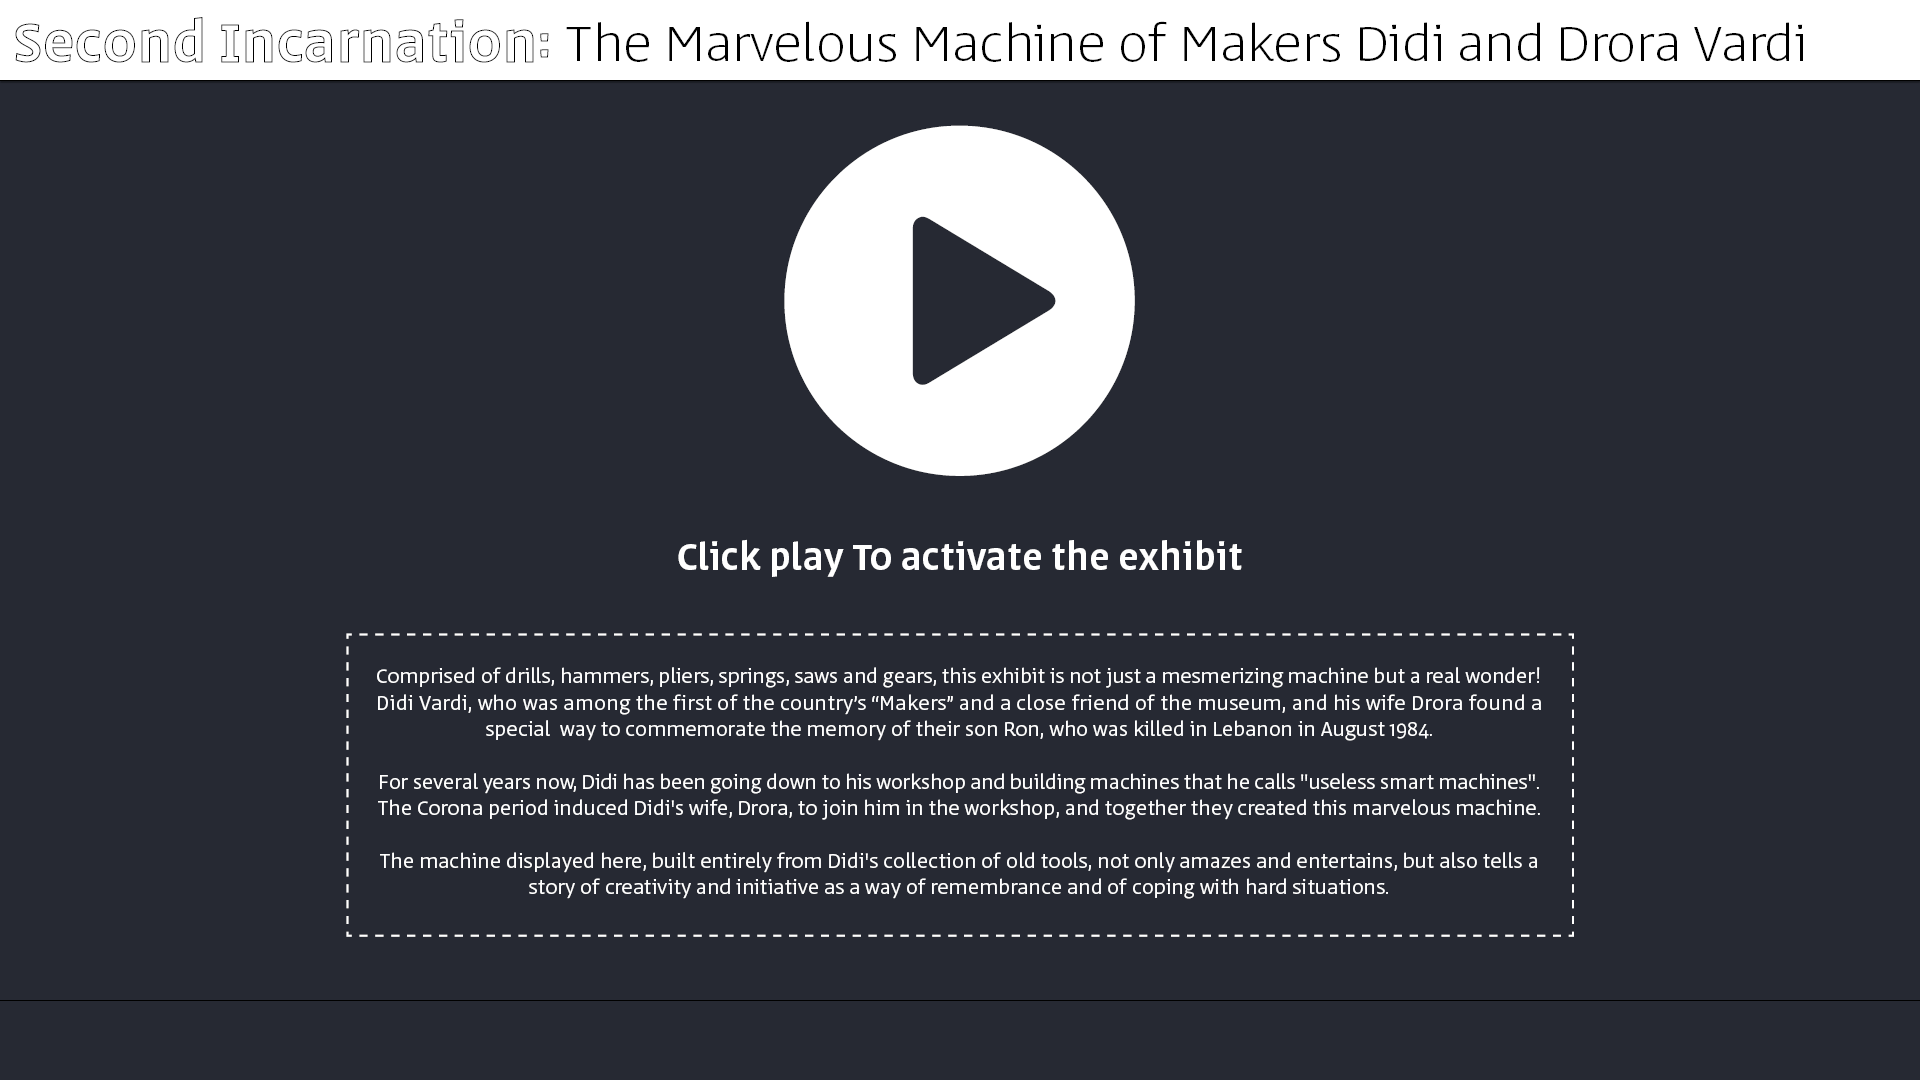 Second Incarnation: The Marvelous Machine of Makers Didi and Drora Vardi
Click play To activate the exhibit
Comprised of drills, hammers, pliers, springs, saws and gears, this exhibit is not just a mesmerizing machine but a real wonder!
Didi Vardi, who was among the first of the country’s “Makers” and a close friend of the museum, and his wife Drora found a
special  way to commemorate the memory of their son Ron, who was killed in Lebanon in August 1984.
For several years now, Didi has been going down to his workshop and building machines that he calls "useless smart machines".
The Corona period induced Didi's wife, Drora, to join him in the workshop, and together they created this marvelous machine.
The machine displayed here, built entirely from Didi's collection of old tools, not only amazes and entertains, but also tells a
story of creativity and initiative as a way of remembrance and of coping with hard situations.